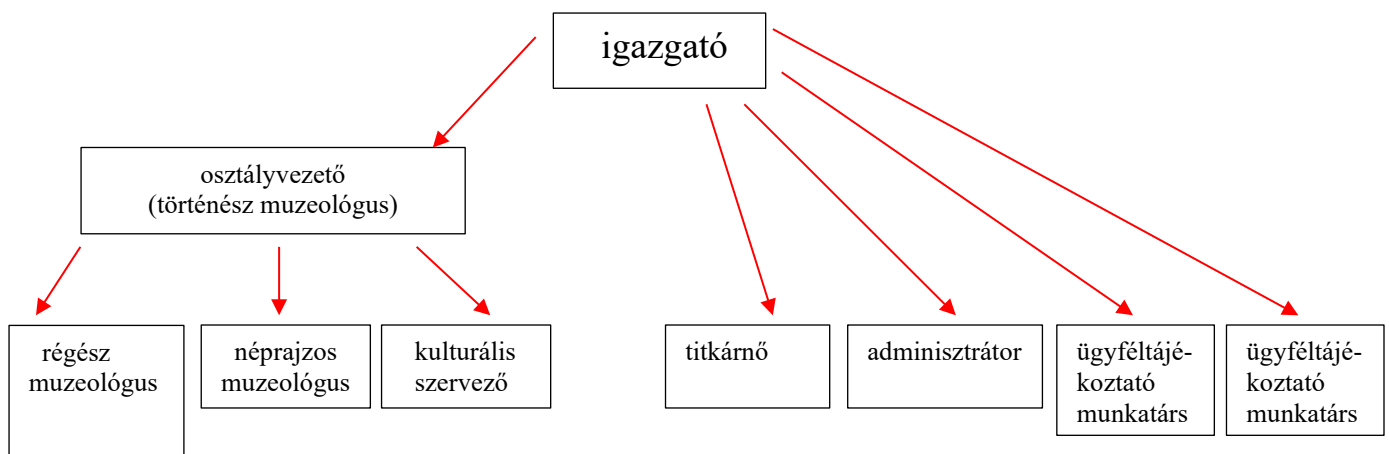 igazgató
osztályvezető
(történész muzeológus)
régész
muzeológus
néprajzos
muzeológus
kulturális
szervező
titkárnő
adminisztrátor
ügyféltájé-
koztató
munkatárs
ügyféltájé-
koztató
munkatárs